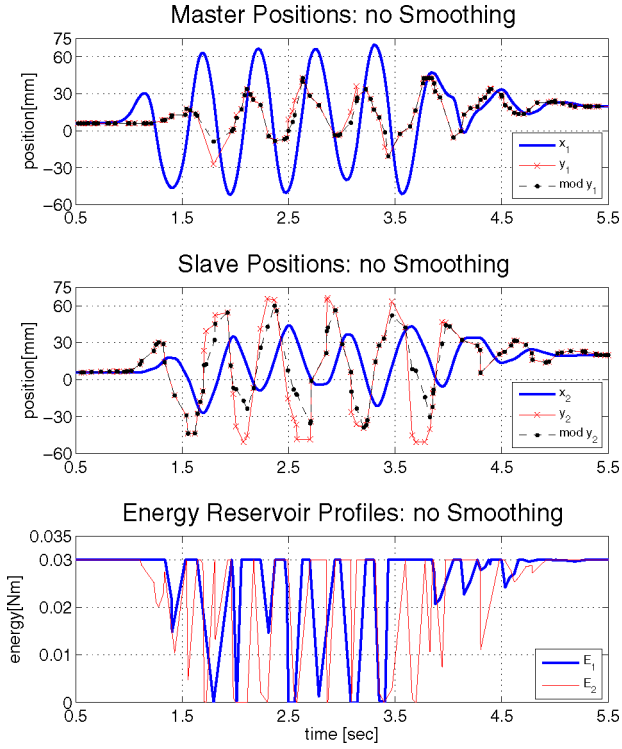 Master Positions: no Smoothing
position[mm]
75
60
30
0
−30
−60
0.5 1.5 2.5 3.5 4.5 5.5
x₁
y₁
mod y₁
Slave Positions: no Smoothing
position[mm]
75
60
30
0
−30
−60
0.5 1.5 2.5 3.5 4.5 5.5
x₂
y₂
mod y₂
Energy Reservoir Profiles: no Smoothing
energy[Nm]
0.035
0.03
0.02
0.01
0
0.5 1.5 2.5 3.5 4.5 5.5
E₁
E₂
time [sec]